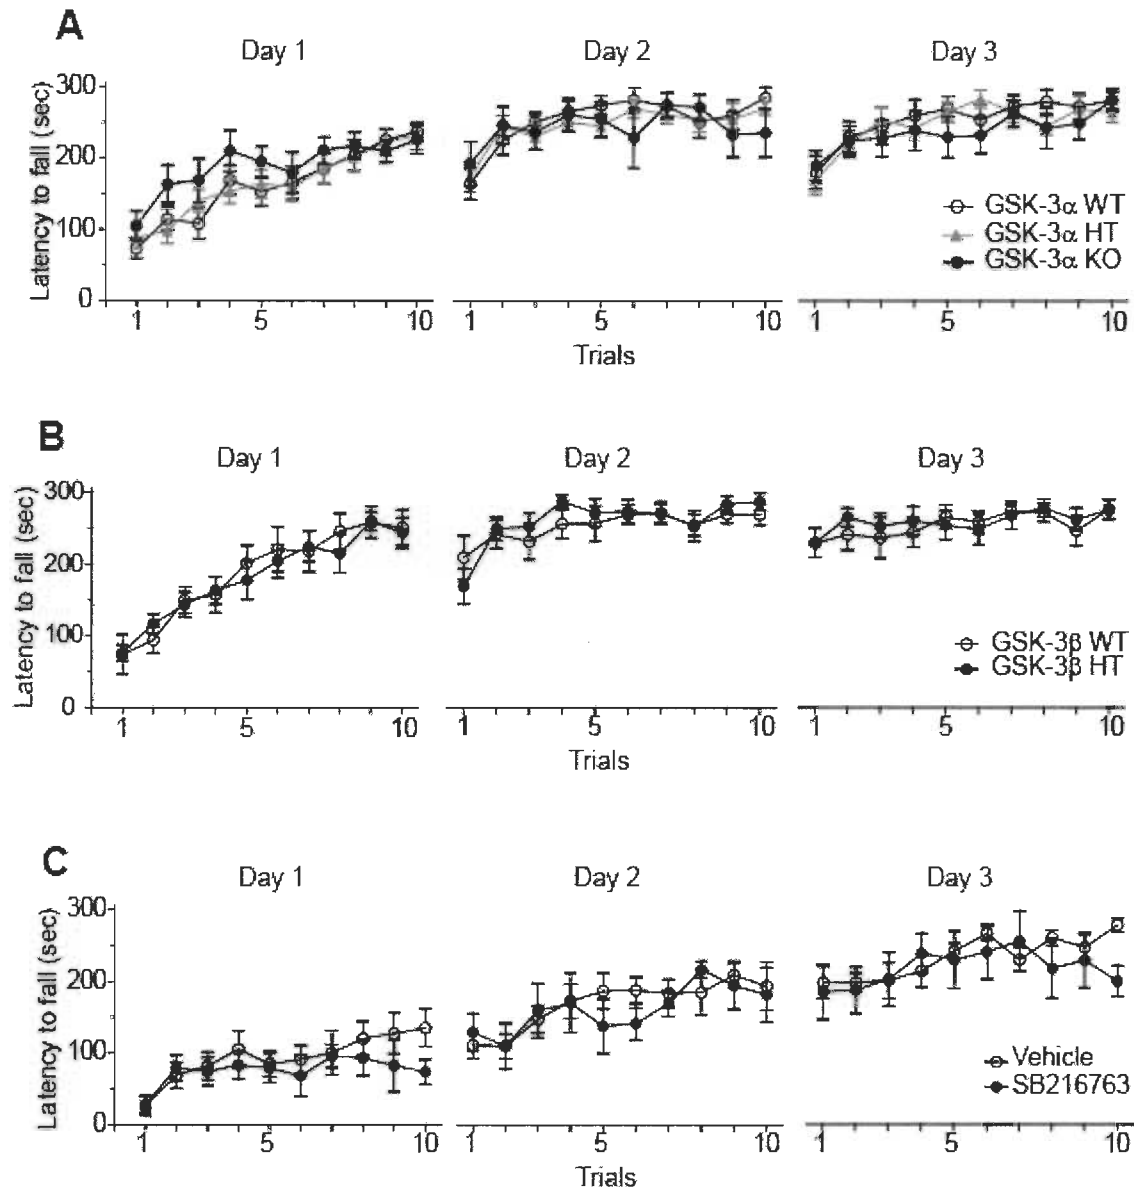 A
Day 1
Day 2
Day 3
Latency to fall (sec)
300
200
100
0
GSK-3α WT
GSK-3α HT
GSK-3α KO
1 5 10
1 5 10
1 5 10
Trials
B
Day 1
Day 2
Day 3
Latency to fall (sec)
300
200
100
0
GSK-3β WT
GSK-3β HT
1 5 10
1 5 10
1 5 10
Trials
C
Day 1
Day 2
Day 3
Latency to fall (sec)
300
200
100
0
Vehicle
SB216763
1 5 10
1 5 10
1 5 10
Trials